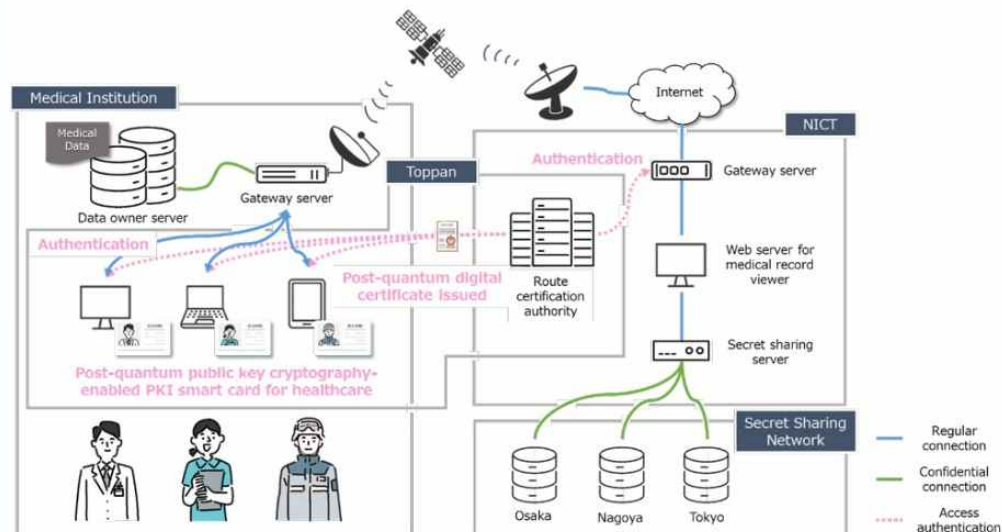 Medical Institution
Medical
Data
Data owner server
Gateway server
Internet
NICT
Authentication
Gateway server
Toppan
Authentication
Post-quantum digital
certificate issued
Route
certification
authority
Web server for
medical record
viewer
Secret sharing
server
Post-quantum public key cryptography-
enabled PKI smart card for healthcare
Secret Sharing
Network
Osaka
Nagoya
Tokyo
Regular
connection
Confidential
connection
Access
authentication